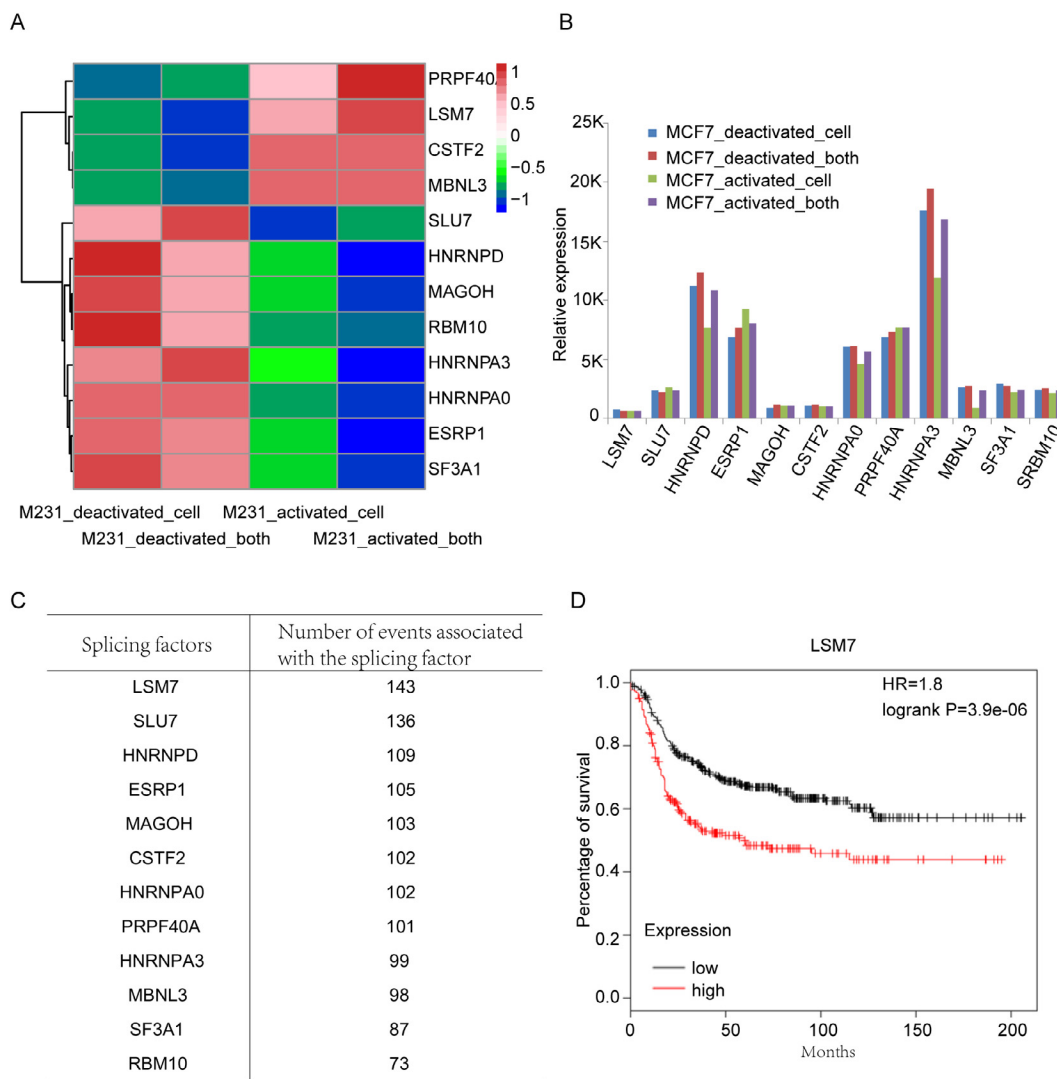 A
PRPF40A
LSM7
CSTF2
MBNL3
SLU7
HNRNPD
MAGOH
RBM10
HNRNPA3
HNRNPA0
ESRP1
SF3A1
1
0.5
0
−0.5
−1
M231_deactivated_cell
M231_activated_cell
M231_deactivated_both
M231_activated_both
B
Relative expression
25K
20K
15K
10K
5K
0
MCF7_deactivated_cell
MCF7_deactivated_both
MCF7_activated_cell
MCF7_activated_both
LSM7
SLU7
HNRNPD
ESRP1
MAGOH
CSTF2
HNRNPA0
PRPF40A
HNRNPA3
MBNL3
SF3A1
SRBM10
C
Splicing factors
Number of events associated
with the splicing factor
LSM7 143
SLU7 136
HNRNPD 109
ESRP1 105
MAGOH 103
CSTF2 102
HNRNPA0 102
PRPF40A 101
HNRNPA3 99
MBNL3 98
SF3A1 87
RBM10 73
D
LSM7
HR=1.8
logrank P=3.9e-06
Percentage of survival
1.0
0.8
0.6
0.4
0.2
0.0
Expression
low
high
0 50 100 150 200
Months